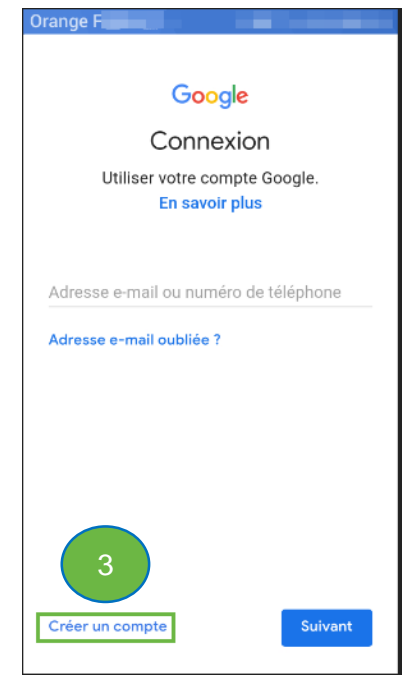 Orange F
Google
Connexion
Utiliser votre compte Google.
En savoir plus
Adresse e-mail ou numéro de téléphone
Adresse e-mail oubliée ?
3
Créer un compte
Suivant